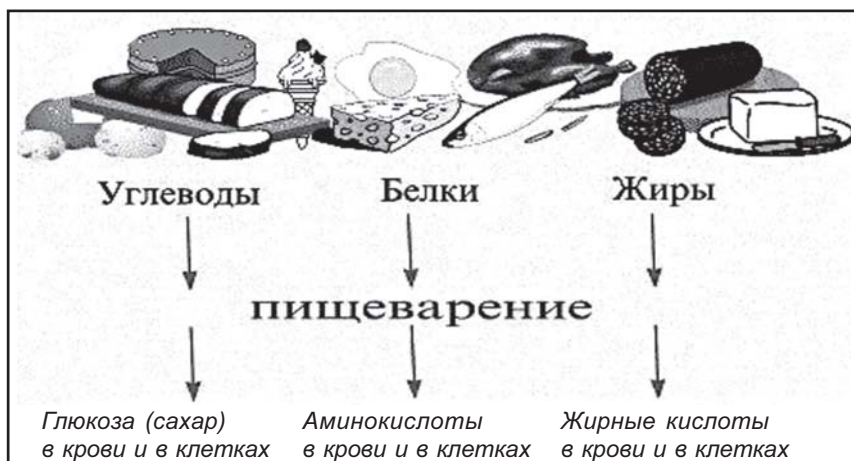 Углеводы Белки Жиры
пищеварение
Глюкоза (сахар) Аминокислоты Жирные кислоты
в крови и в клетках в крови и в клетках в крови и в клетках